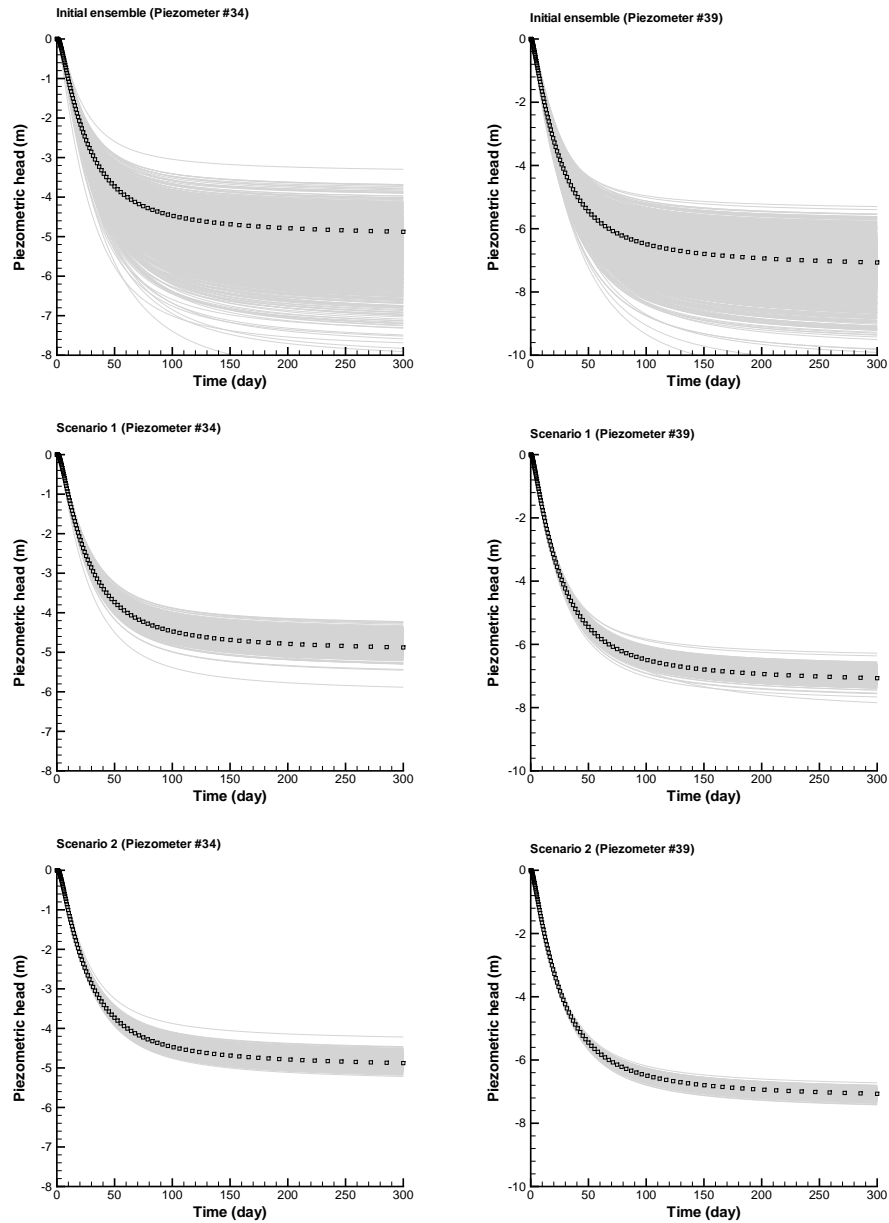 Initial ensemble (Piezometer #34)
0
-1
-2
-3
-4
-5
-6
-7
-8
Piezometric head (m)
0 50 100 150 200 250 300
Time (day)
Initial ensemble (Piezometer #39)
0
-2
-4
-6
-8
-10
Piezometric head (m)
0 50 100 150 200 250 300
Time (day)
Scenario 1 (Piezometer #34)
0
-1
-2
-3
-4
-5
-6
-7
-8
Piezometric head (m)
0 50 100 150 200 250 300
Time (day)
Scenario 1 (Piezometer #39)
0
-2
-4
-6
-8
-10
Piezometric head (m)
0 50 100 150 200 250 300
Time (day)
Scenario 2 (Piezometer #34)
0
-1
-2
-3
-4
-5
-6
-7
-8
Piezometric head (m)
0 50 100 150 200 250 300
Time (day)
Scenario 2 (Piezometer #39)
0
-2
-4
-6
-8
-10
Piezometric head (m)
0 50 100 150 200 250 300
Time (day)